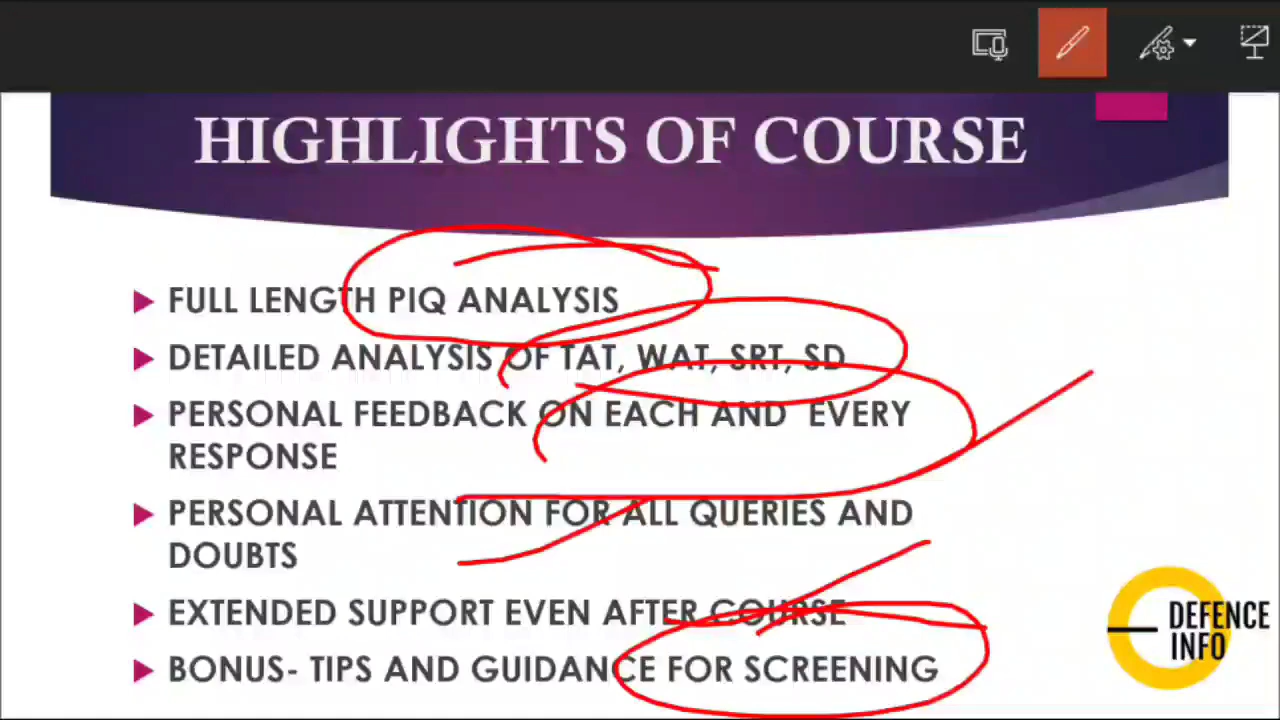 HIGHLIGHTS OF COURSE
FULL LENGTH PIQ ANALYSIS
DETAILED ANALYSIS OF TAT, WAT, SRT, SD
PERSONAL FEEDBACK ON EACH AND EVERY
RESPONSE
PERSONAL ATTENTION FOR ALL QUERIES AND
DOUBTS
EXTENDED SUPPORT EVEN AFTER COURSE
BONUS- TIPS AND GUIDANCE FOR SCREENING
DEFENCE
INFO